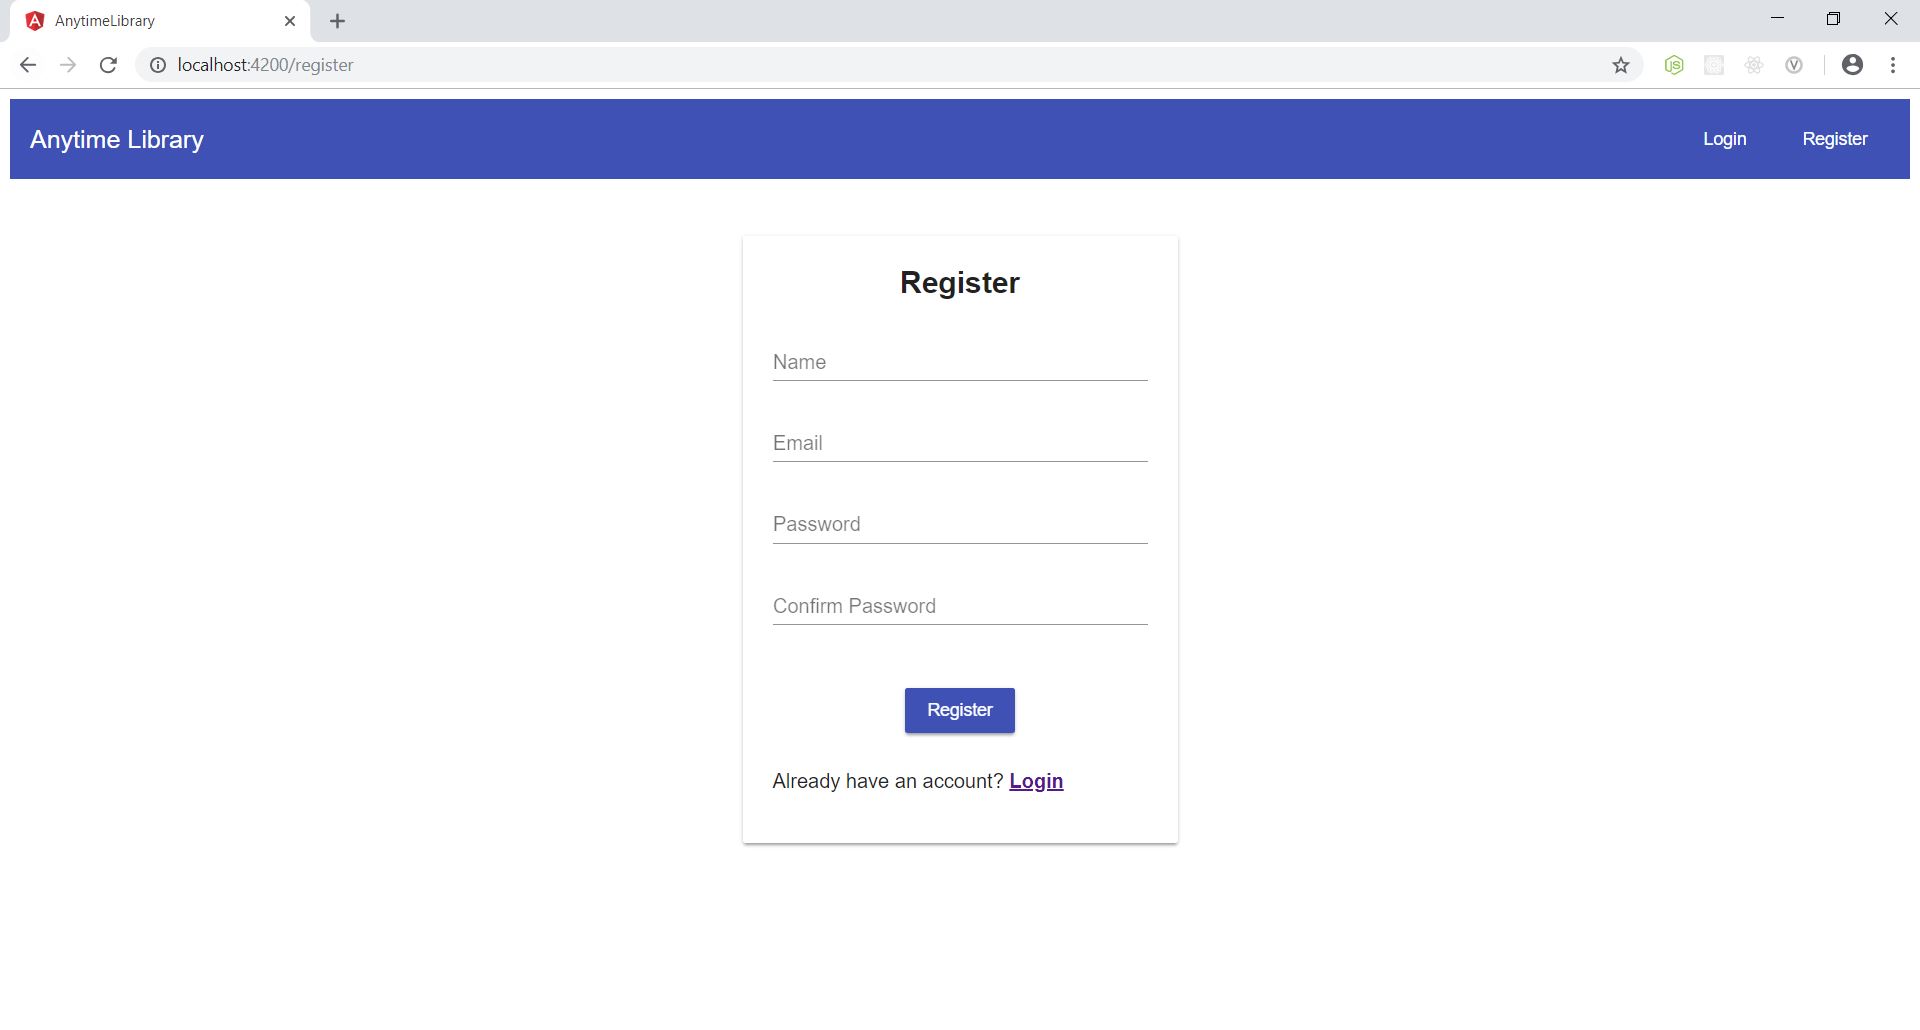 AnytimeLibrary
localhost:4200/register
Anytime Library
Login
Register
Register
Name
Email
Password
Confirm Password
Register
Already have an account? Login